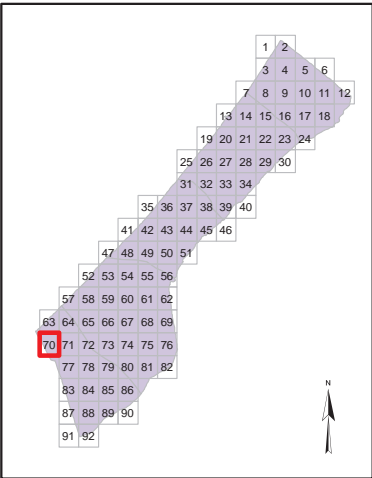 1 2
3 4 5 6
7 8 9 10 11 12
13 14 15 16 17 18
19 20 21 22 23 24
25 26 27 28 29 30
31 32 33 34
35 36 37 38 39 40
41 42 43 44 45 46
47 48 49 50 51
52 53 54 55 56
57 58 59 60 61 62
63 64 65 66 67 68 69
70 71 72 73 74 75 76
77 78 79 80 81 82
83 84 85 86
N
87 88 89 90
91 92